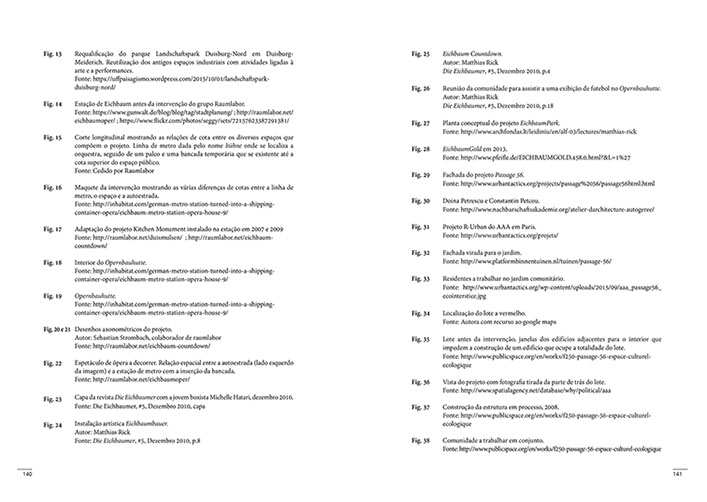 Fig. 13 Requalificação do parque Landschaftspark Duisburg-Nord em Duisburg-
Meiderich. Reutilização dos antigos espaços industriais com atividades ligadas à
arte e a performances.
Fonte: https://uffpaisagismo.wordpress.com/2015/10/01/landschaftspark-
duisburg-nord/
Fig. 14 Estação de Eichbaum antes da intervenção do grupo Raumlabor.
Fontes: https://www.gunwalt.de/blog/blog/tag/stadtplanung/ ; http://raumlabor.net/
eichbaumoper/ ; https://www.flickr.com/photos/seggy/sets/72157623387291381/
Fig. 15 Corte longitudinal mostrando as relações de cota entre os diversos espaços que
compõem o projeto. Linha de metro dada pelo nome bühne onde se localiza a
orquestra, seguido de um palco e uma bancada temporária que se existente até a
cota superior do espaço público.
Fonte: Cedido por Raumlabor
Fig. 16 Maquete da intervenção mostrando as várias diferenças de cotas entre a linha de
metro, o espaço e a autoestrada.
Fonte: http://inhabitat.com/german-metro-station-turned-into-a-shipping-
container-opera/eichbaum-metro-station-opera-house-9/
Fig. 17 Adaptação do projeto Kitchen Monument instalado na estação em 2007 e 2009
Fonte: http://raumlabor.net/duismulsen/ ; http://raumlabor.net/eichbaum-
countdown/
Fig. 18 Interior do Opernbauhutte.
Fonte: http://inhabitat.com/german-metro-station-turned-into-a-shipping-
container-opera/eichbaum-metro-station-opera-house-9/
Fig. 19 Opernbauhutte.
Fonte: http://inhabitat.com/german-metro-station-turned-into-a-shipping-
container-opera/eichbaum-metro-station-opera-house-9/
Fig. 20 e 21 Desenhos axonométricos do projeto.
Autor: Sebastian Strombach, colaborador de raumlabor
Fonte: http://raumlabor.net/eichbaum-countdown/
Fig. 22 Espetáculo de ópera a decorrer. Relação espacial entre a autoestrada (lado esquerdo
da imagem) e a estação de metro com a inserção da bancada.
Fonte: http://raumlabor.net/eichbaumoper/
Fig. 23 Capa da revista Die Eichbaumer com a jovem boxista Michelle Hatari, dezembro 2010.
Fonte: Die Eichbaumer, #5, Dezembro 2010, capa
Fig. 24 Instalação artística Eichbaumbauer.
Autor: Matthias Rick
Fonte: Die Eichbaumer, #5, Dezembro 2010, p.8
140
Fig. 25 Eichbaum Countdown.
Autor: Matthias Rick
Die Eichbaumer, #5, Dezembro 2010, p.4
Fig. 26 Reunião da comunidade para assistir a uma exibição de futebol no Opernbauhutte.
Autor: Matthias Rick
Die Eichbaumer, #5, Dezembro 2010, p.18
Fig. 27 Planta conceptual do projeto EichbaumPark.
Fonte: http://www.archfondas.lt/leidiniu/en/alf-03/lectures/matthias-rick
Fig. 28 EichbaumGold em 2013.
Fonte: http://www.pfeifle.de/EICHBAUMGOLD.458.0.html?&L=1%27
Fig. 29 Fachada do projeto Passage 56.
Fonte: http://www.urbantactics.org/projects/passage%2056/passage56html.html
Fig. 30 Doina Petrescu e Constantin Petcou.
Fonte: http://www.nachbarschaftsakademie.org/atelier-darchitecture-autogeree/
Fig. 31 Projeto R-Urban do AAA em Paris.
Fonte: http://www.urbantactics.org/projets/
Fig. 32 Fachada virada para o jardim.
Fonte: http://www.platformbinnentuinen.nl/tuinen/passage-56/
Fig. 33 Residentes a trabalhar no jardim comunitário.
Fonte: http://www.urbantactics.org/wp-content/uploads/2013/09/aaa_passage56_
ecointerstice.jpg
Fig. 34 Localização do lote a vermelho.
Fonte: Autora com recurso ao google maps
Fig. 35 Lote antes da intervenção, janelas dos edifícios adjacentes para o interior que
impedem a construção de um edifício que ocupe a totalidade do lote.
Fonte: http://www.publicspace.org/en/works/f250-passage-56-espace-culturel-
ecologique
Fig. 36 Vista do projeto com fotografia tirada da parte de trás do lote.
Fonte: http://www.spatialagency.net/database/why/political/aaa
Fig. 37 Construção da estrutura em processo, 2008.
Fonte: http://www.publicspace.org/en/works/f250-passage-56-espace-culturel-
ecologique
Fig. 38 Comunidade a trabalhar em conjunto.
Fonte: http://www.publicspace.org/en/works/f250-passage-56-espace-culturel-ecologique
141